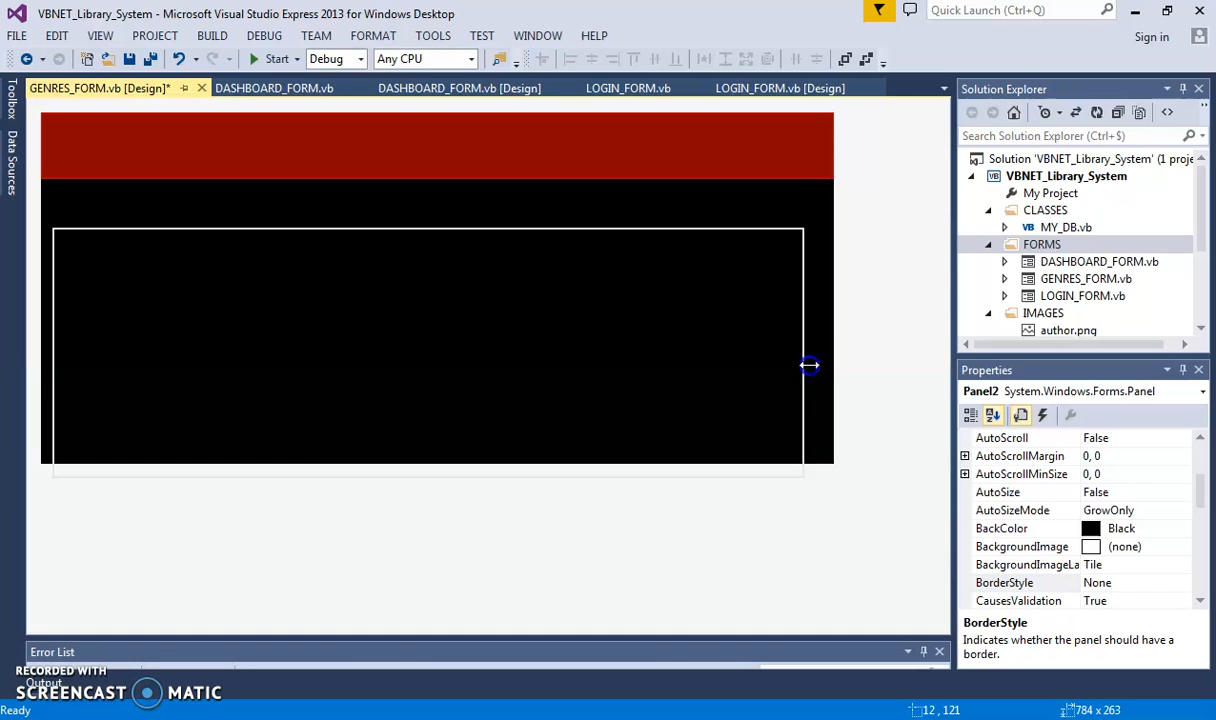 VBNET_Library_System - Microsoft Visual Studio Express 2013 for Windows Desktop
Quick Launch (Ctrl+Q)
FILE EDIT VIEW PROJECT BUILD DEBUG TEAM FORMAT TOOLS TEST WINDOW HELP
Sign in
Start Debug Any CPU
Toolbox
Data Sources
GENRES_FORM.vb [Design]* DASHBOARD_FORM.vb DASHBOARD_FORM.vb [Design] LOGIN_FORM.vb LOGIN_FORM.vb [Design]
Solution Explorer
Search Solution Explorer (Ctrl+$)
Solution 'VBNET_Library_System' (1 proje
VBNET_Library_System
My Project
CLASSES
VB MY_DB.vb
FORMS
DASHBOARD_FORM.vb
GENRES_FORM.vb
LOGIN_FORM.vb
IMAGES
author.png
Properties
Panel2 System.Windows.Forms.Panel
AutoScroll False
AutoScrollMargin 0, 0
AutoScrollMinSize 0, 0
AutoSize False
AutoSizeMode GrowOnly
BackColor Black
BackgroundImage (none)
BackgroundImageLa Tile
BorderStyle None
CausesValidation True
BorderStyle
Indicates whether the panel should have a
border.
Error List
Output
RECORDED WITH
SCREENCAST MATIC
Ready 12 , 121 784 x 263